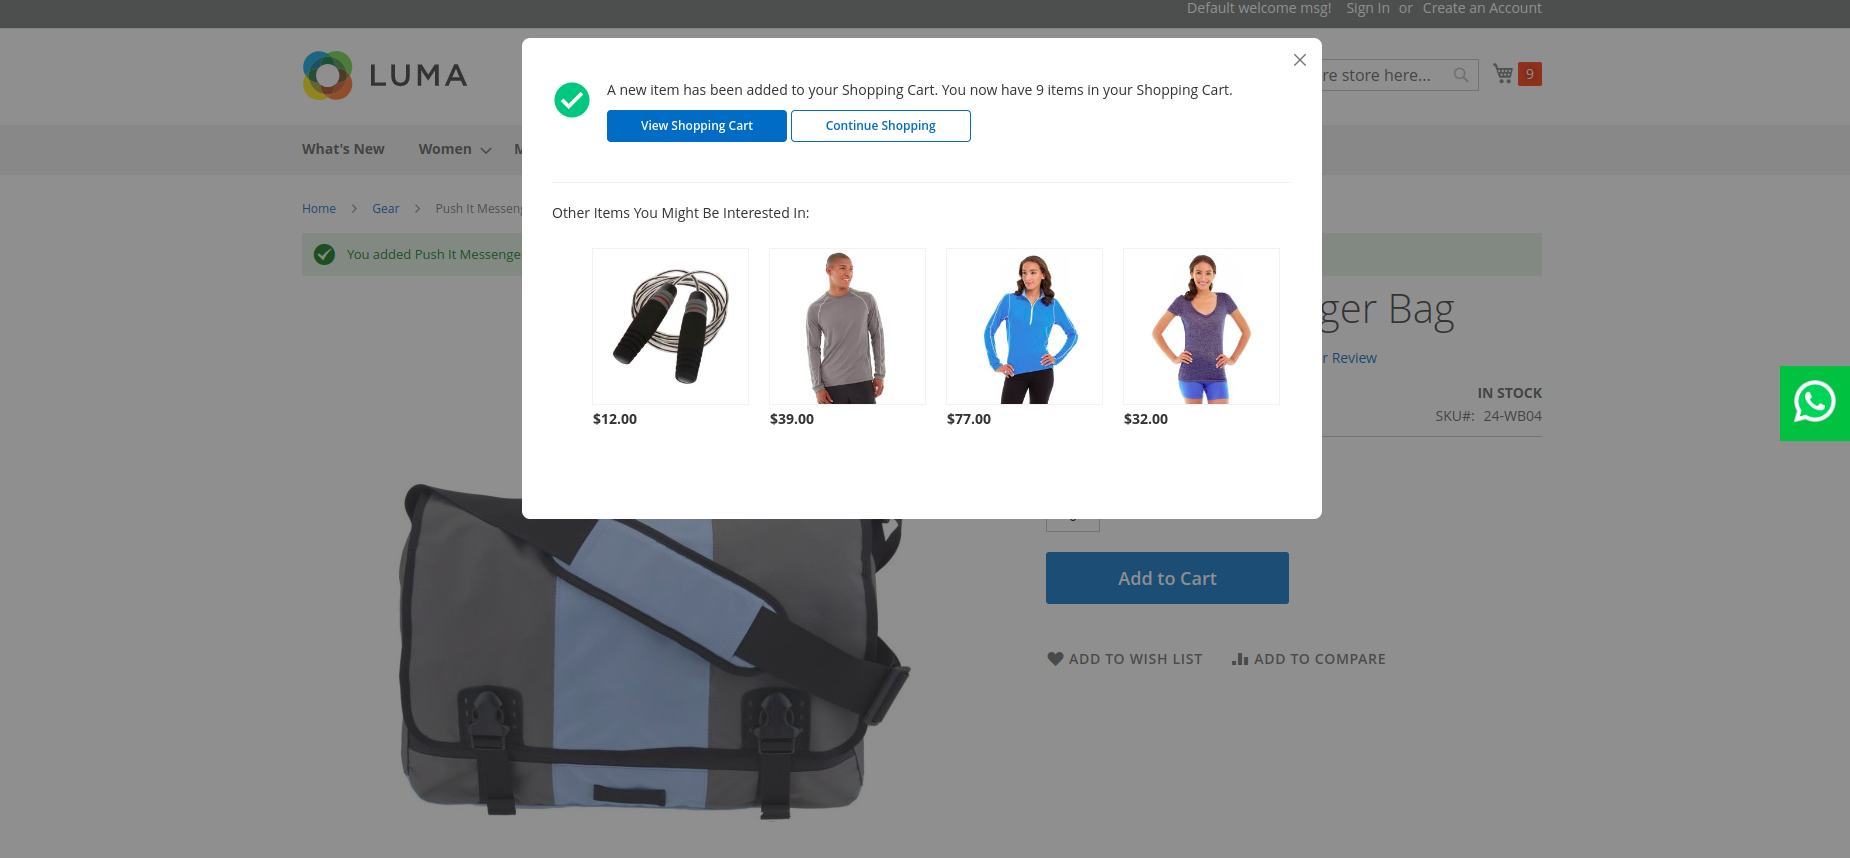 Default welcome msg! Sign In or Create an Account
LUMA
re store here...
9
A new item has been added to your Shopping Cart. You now have 9 items in your Shopping Cart.
View Shopping Cart
Continue Shopping
What's New
Women
Home
Gear
Push It
Other Items You Might Be Interested In:
You added Push It
ger Bag
Review
IN STOCK
SKU#: 24-WB04
$12.00
$39.00
$77.00
$32.00
Add to Cart
ADD TO WISH LIST
ADD TO COMPARE